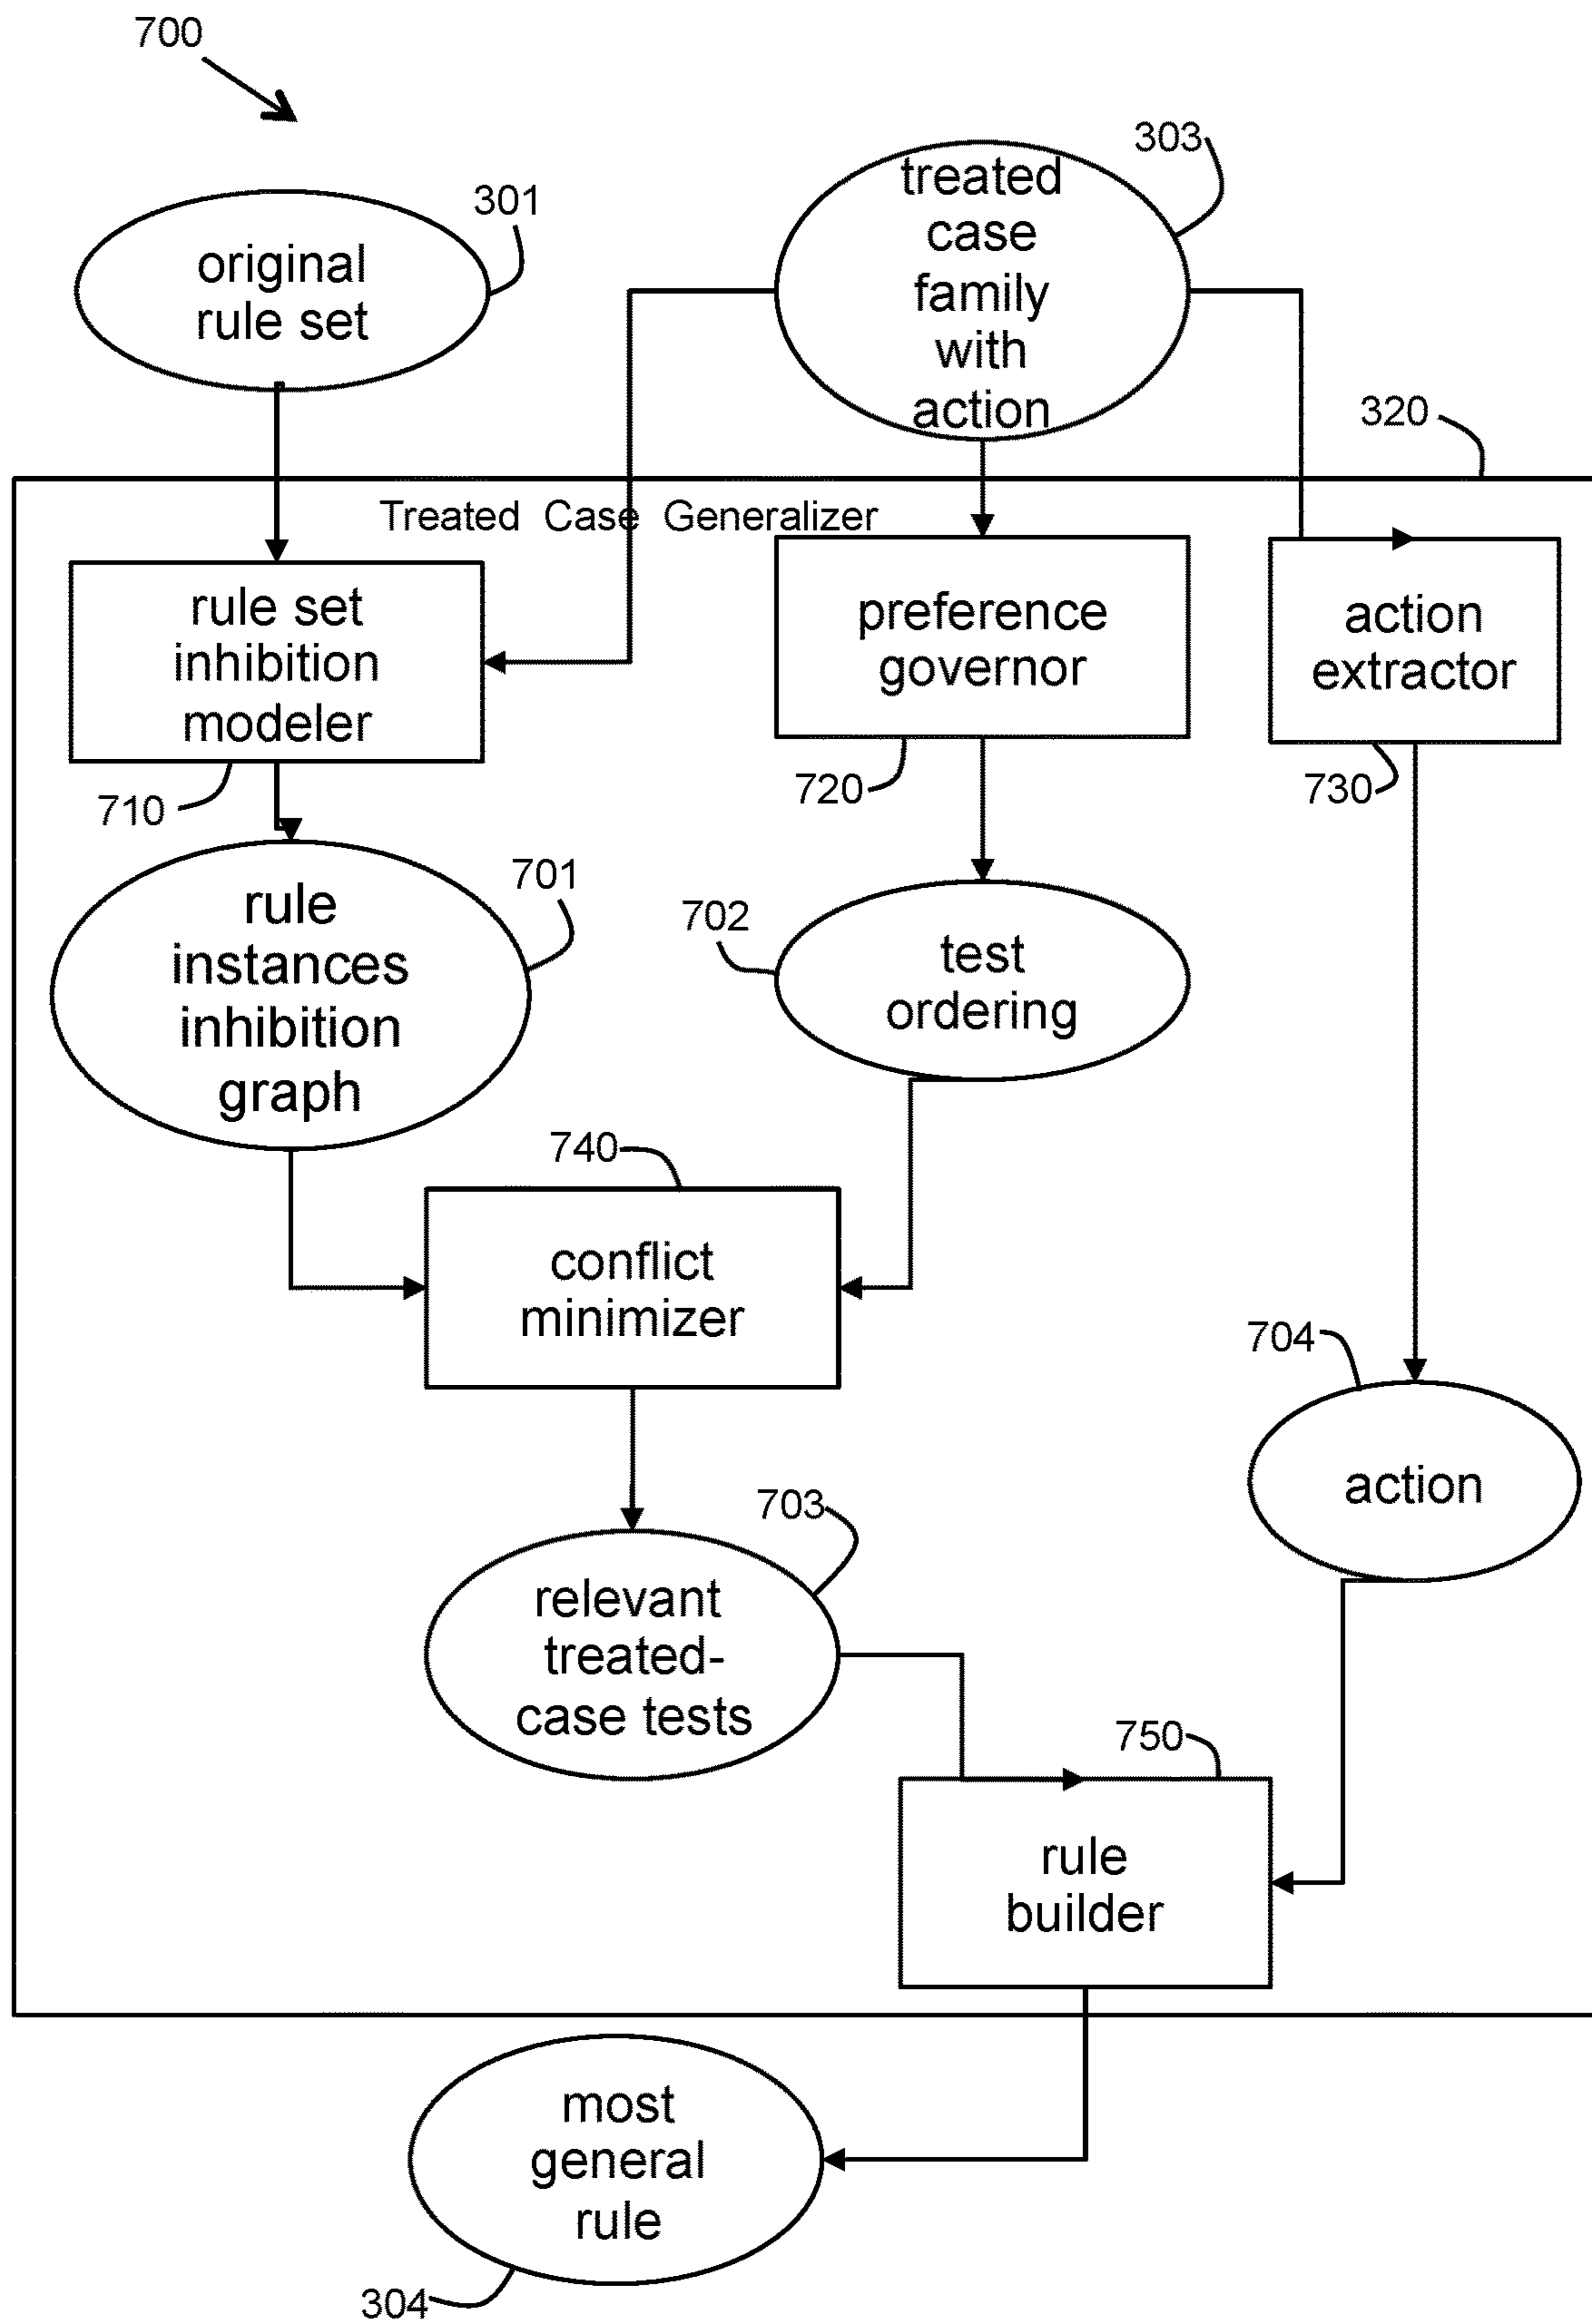 700
303
treated
case
family
with
action
301
original
rule set
320
Treated Case Generalizer
rule set
inhibition
modeler
preference
governor
action
extractor
710
720
730
701
rule
instances
inhibition
graph
702
test
ordering
740
conflict
minimizer
704
action
703
relevant
treated-
case tests
750
rule
builder
most
general
rule
304